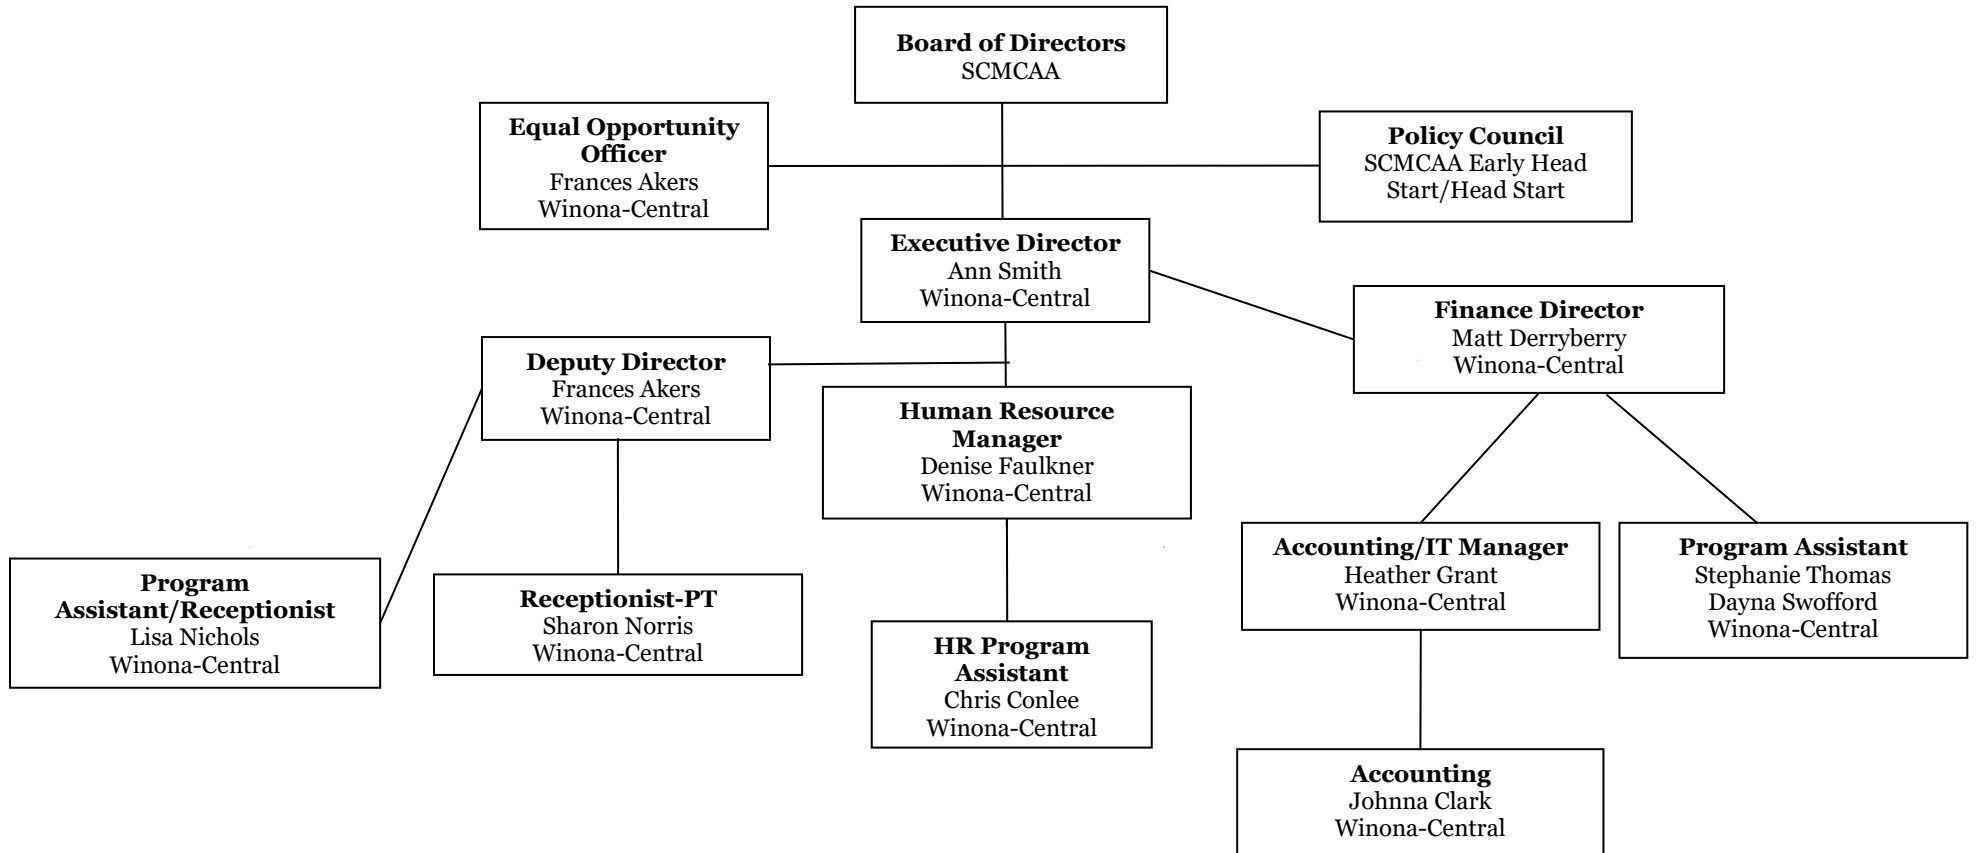 Board of Directors
SCMCAA
Equal Opportunity
Officer
Frances Akers
Winona-Central
Policy Council
SCMCAA Early Head
Start/Head Start
Executive Director
Ann Smith
Winona-Central
Finance Director
Matt Derryberry
Winona-Central
Deputy Director
Frances Akers
Winona-Central
Human Resource
Manager
Denise Faulkner
Winona-Central
Accounting/IT Manager
Heather Grant
Winona-Central
Program Assistant
Stephanie Thomas
Dayna Swofford
Winona-Central
Program
Assistant/Receptionist
Lisa Nichols
Winona-Central
Receptionist-PT
Sharon Norris
Winona-Central
HR Program
Assistant
Chris Conlee
Winona-Central
Accounting
Johnna Clark
Winona-Central